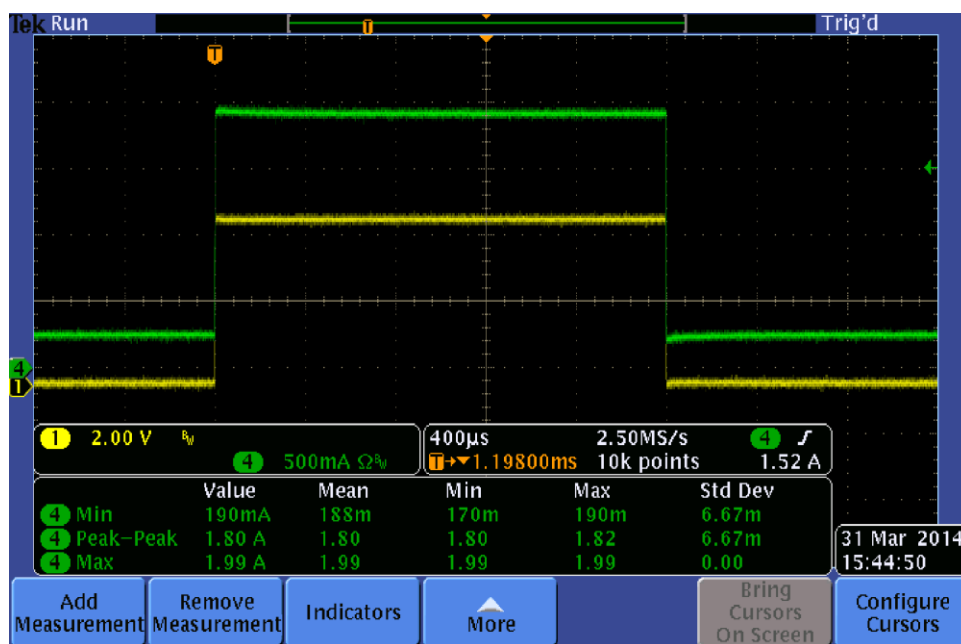 Tek Run Trig'd
T
T
4
1
1 2.00 V BW
4 500mA ΩBW
400μs 2.50MS/s 4
T→▼1.19800ms 10k points 1.52 A
Value Mean Min Max Std Dev
4 Min 190mA 188m 170m 190m 6.67m
4 Peak-Peak 1.80 A 1.80 1.80 1.82 6.67m
4 Max 1.99 A 1.99 1.99 1.99 0.00
31 Mar 2014
15:44:50
Add Measurement
Remove Measurement
Indicators
More
Bring Cursors On Screen
Configure Cursors